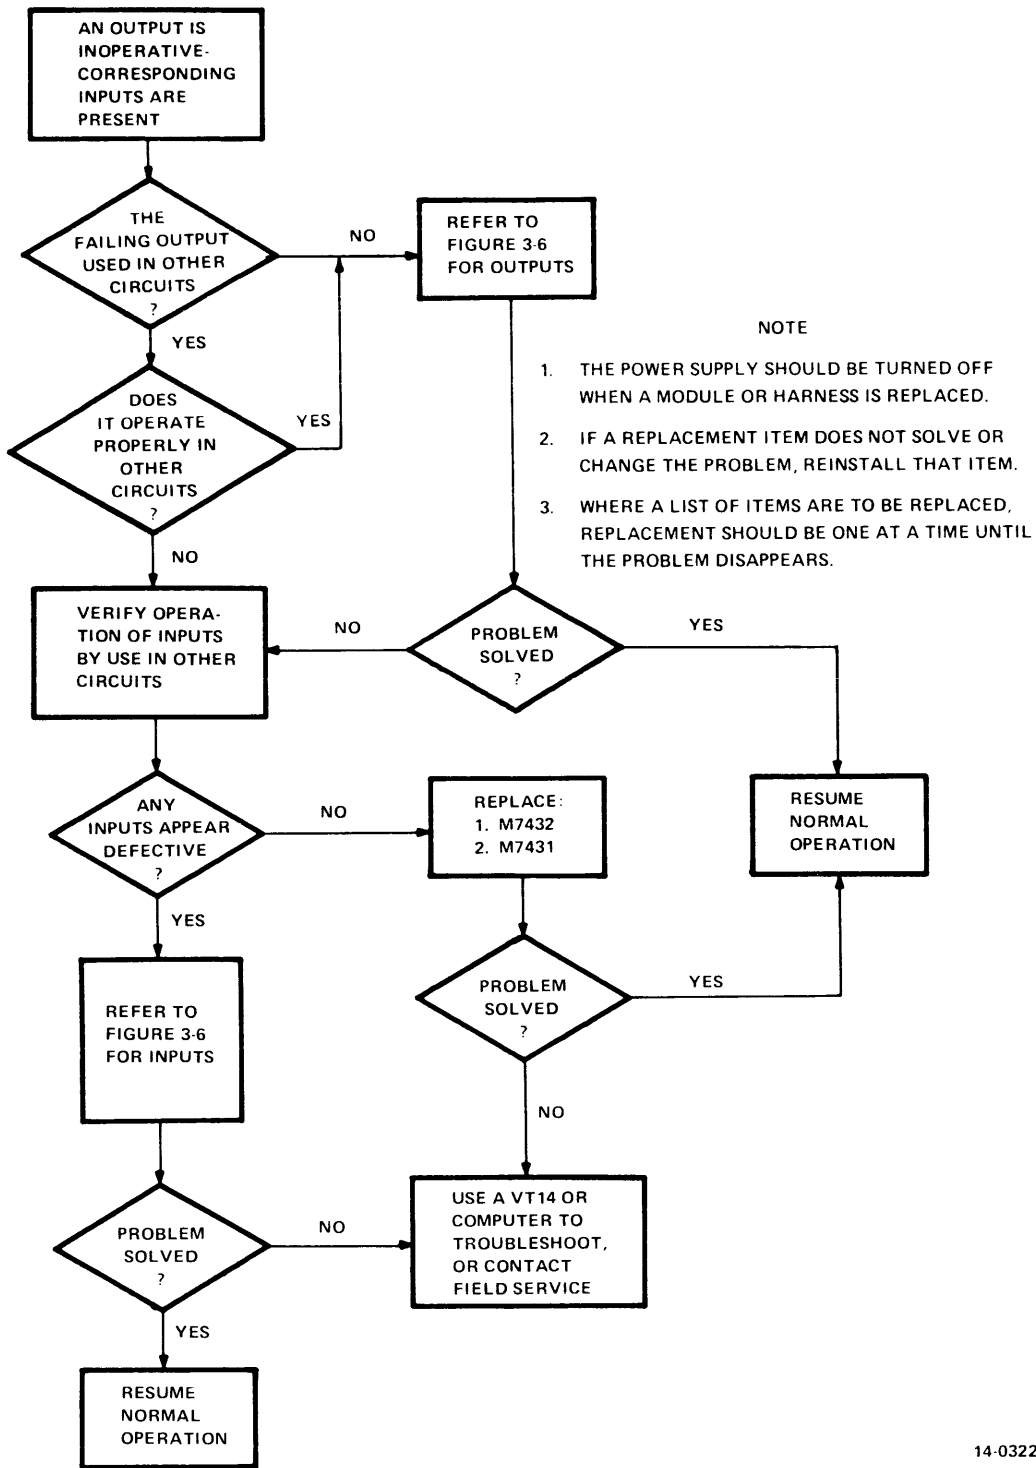 AN OUTPUT IS
INOPERATIVE-
CORRESPONDING
INPUTS ARE
PRESENT
THE
FAILING OUTPUT
USED IN OTHER
CIRCUITS
?
NO
REFER TO
FIGURE 3-6
FOR OUTPUTS
YES
DOES
IT OPERATE
PROPERLY IN
OTHER
CIRCUITS
?
YES
NOTE
1. THE POWER SUPPLY SHOULD BE TURNED OFF
WHEN A MODULE OR HARNESS IS REPLACED.
2. IF A REPLACEMENT ITEM DOES NOT SOLVE OR
CHANGE THE PROBLEM, REINSTALL THAT ITEM.
3. WHERE A LIST OF ITEMS ARE TO BE REPLACED,
REPLACEMENT SHOULD BE ONE AT A TIME UNTIL
THE PROBLEM DISAPPEARS.
NO
VERIFY OPERA-
TION OF INPUTS
BY USE IN OTHER
CIRCUITS
NO
PROBLEM
SOLVED
?
YES
ANY
INPUTS APPEAR
DEFECTIVE
?
NO
REPLACE:
1. M7432
2. M7431
RESUME
NORMAL
OPERATION
YES
REFER TO
FIGURE 3-6
FOR INPUTS
PROBLEM
SOLVED
?
YES
NO
PROBLEM
SOLVED
?
NO
USE A VT14 OR
COMPUTER TO
TROUBLESHOOT,
OR CONTACT
FIELD SERVICE
YES
RESUME
NORMAL
OPERATION
14-0322